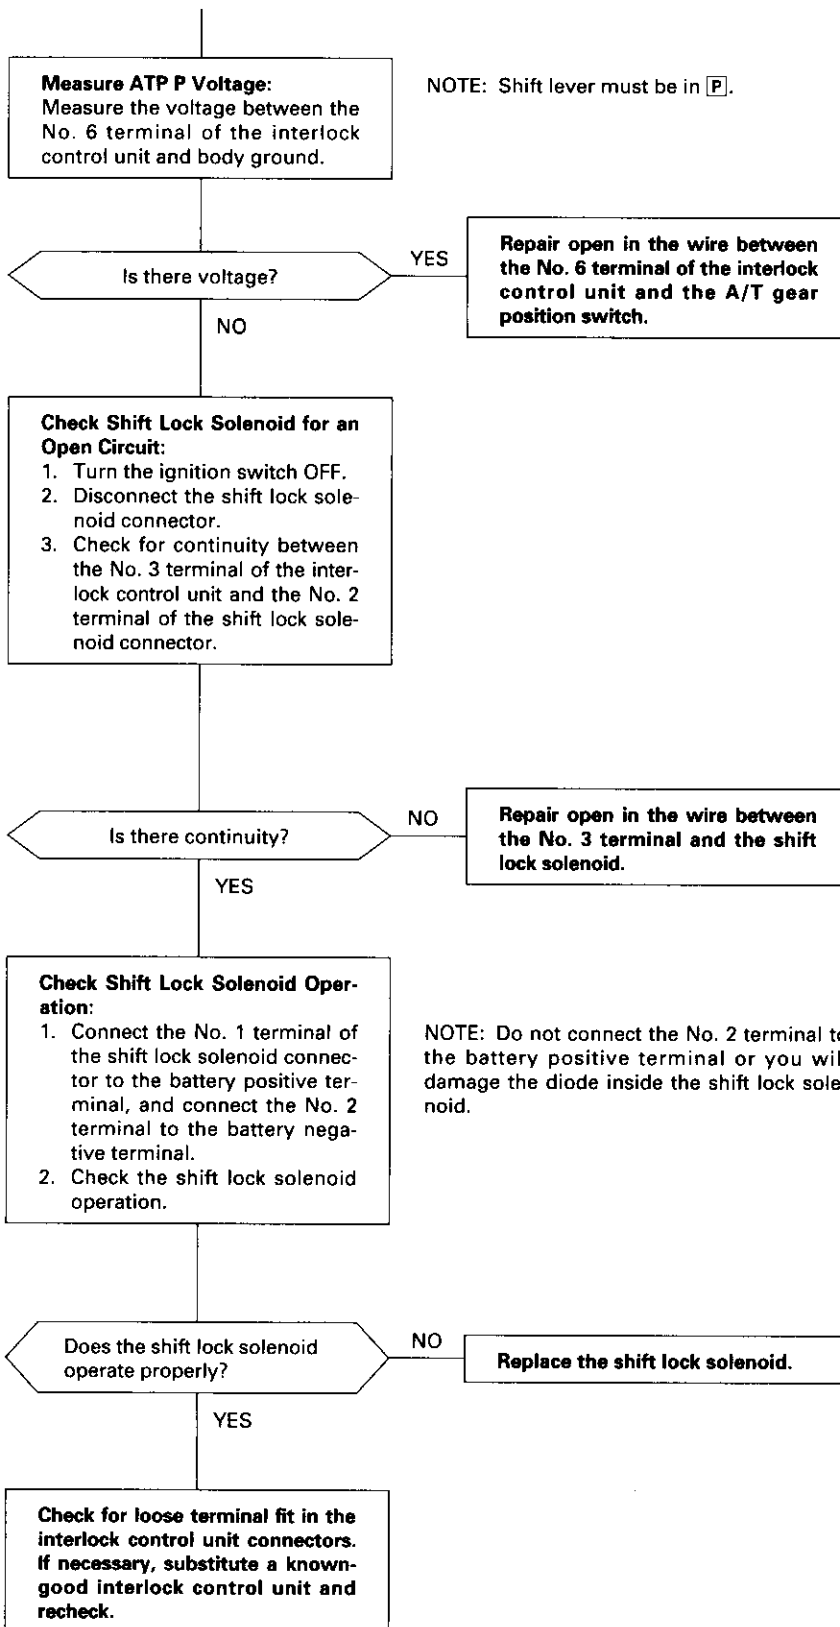 Measure ATP P Voltage:
Measure the voltage between the
No. 6 terminal of the interlock
control unit and body ground.
NOTE: Shift lever must be in P.
Is there voltage?
YES
Repair open in the wire between
the No. 6 terminal of the interlock
control unit and the A/T gear
position switch.
NO
Check Shift Lock Solenoid for an
Open Circuit:
1. Turn the ignition switch OFF.
2. Disconnect the shift lock sole-
noid connector.
3. Check for continuity between
the No. 3 terminal of the inter-
lock control unit and the No. 2
terminal of the shift lock sole-
noid connector.
Is there continuity?
NO
Repair open in the wire between
the No. 3 terminal and the shift
lock solenoid.
YES
Check Shift Lock Solenoid Oper-
ation:
1. Connect the No. 1 terminal of
the shift lock solenoid connec-
tor to the battery positive ter-
minal, and connect the No. 2
terminal to the battery nega-
tive terminal.
2. Check the shift lock solenoid
operation.
NOTE: Do not connect the No. 2 terminal to
the battery positive terminal or you wil
damage the diode inside the shift lock sole
noid.
Does the shift lock solenoid
operate properly?
NO
Replace the shift lock solenoid.
YES
Check for loose terminal fit in the
interlock control unit connectors.
If necessary, substitute a known-
good interlock control unit and
recheck.